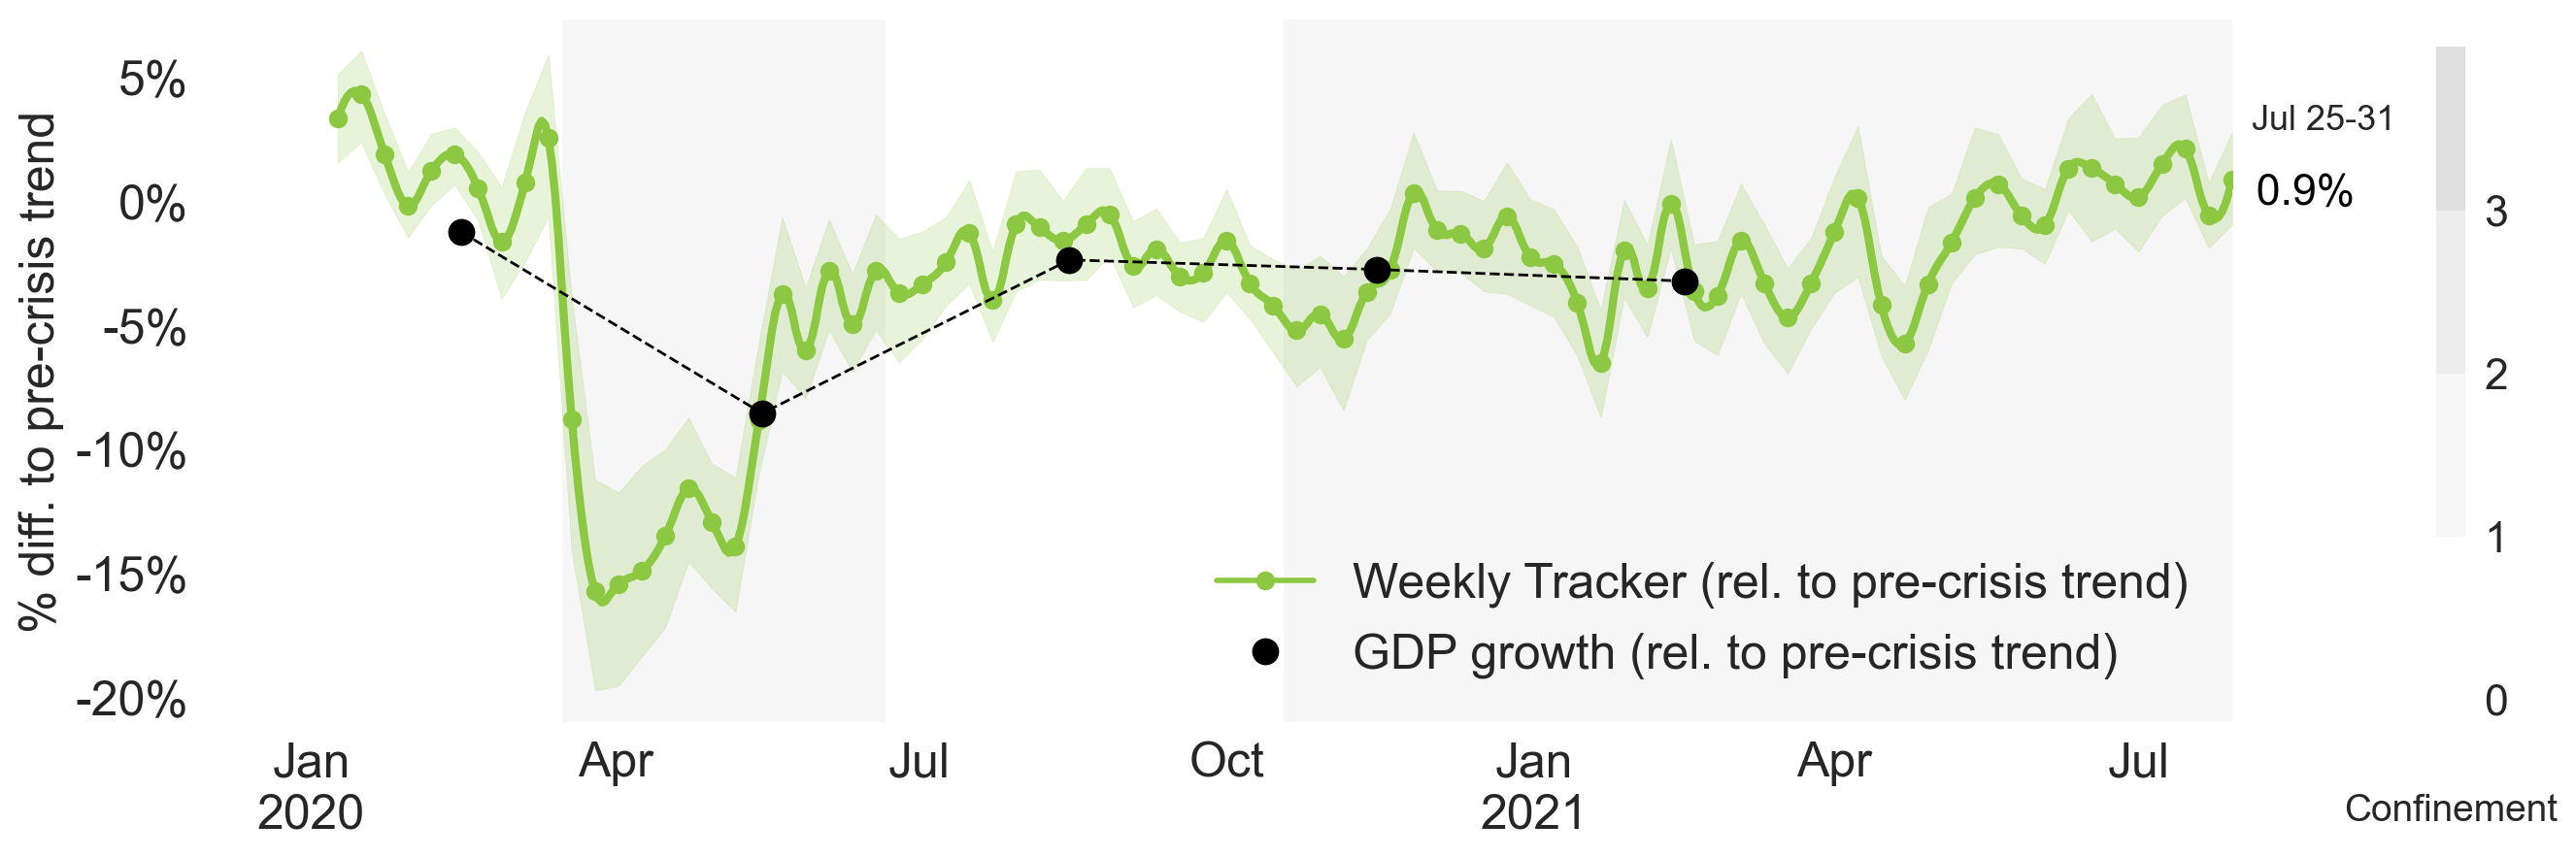 % diff. to pre-crisis trend
5%
0%
-5%
-10%
-15%
-20%
Jan
2020
Apr
Jul
Oct
Jan
2021
Apr
Jul
Weekly Tracker (rel. to pre-crisis trend)
GDP growth (rel. to pre-crisis trend)
Jul 25-31
0.9%
3
2
1
0
Confinement